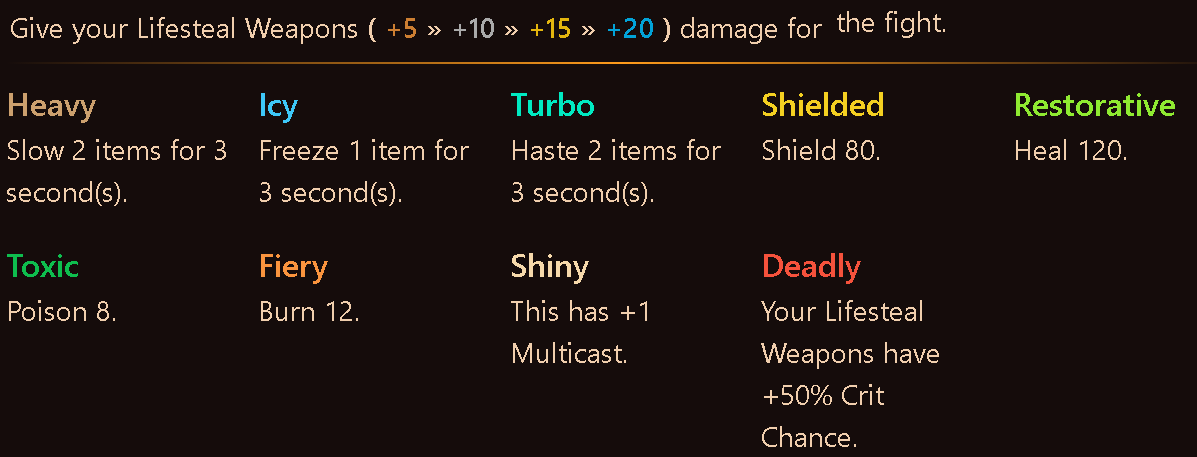 Give your Lifesteal Weapons ( +5 » +10 » +15 » +20 ) damage for the fight.
Heavy
Slow 2 items for 3
second(s).
Icy
Freeze 1 item for
3 second(s).
Turbo
Haste 2 items for
3 second(s).
Shielded
Shield 80.
Restorative
Heal 120.
Toxic
Poison 8.
Fiery
Burn 12.
Shiny
This has +1
Multicast.
Deadly
Your Lifesteal
Weapons have
+50% Crit
Chance.